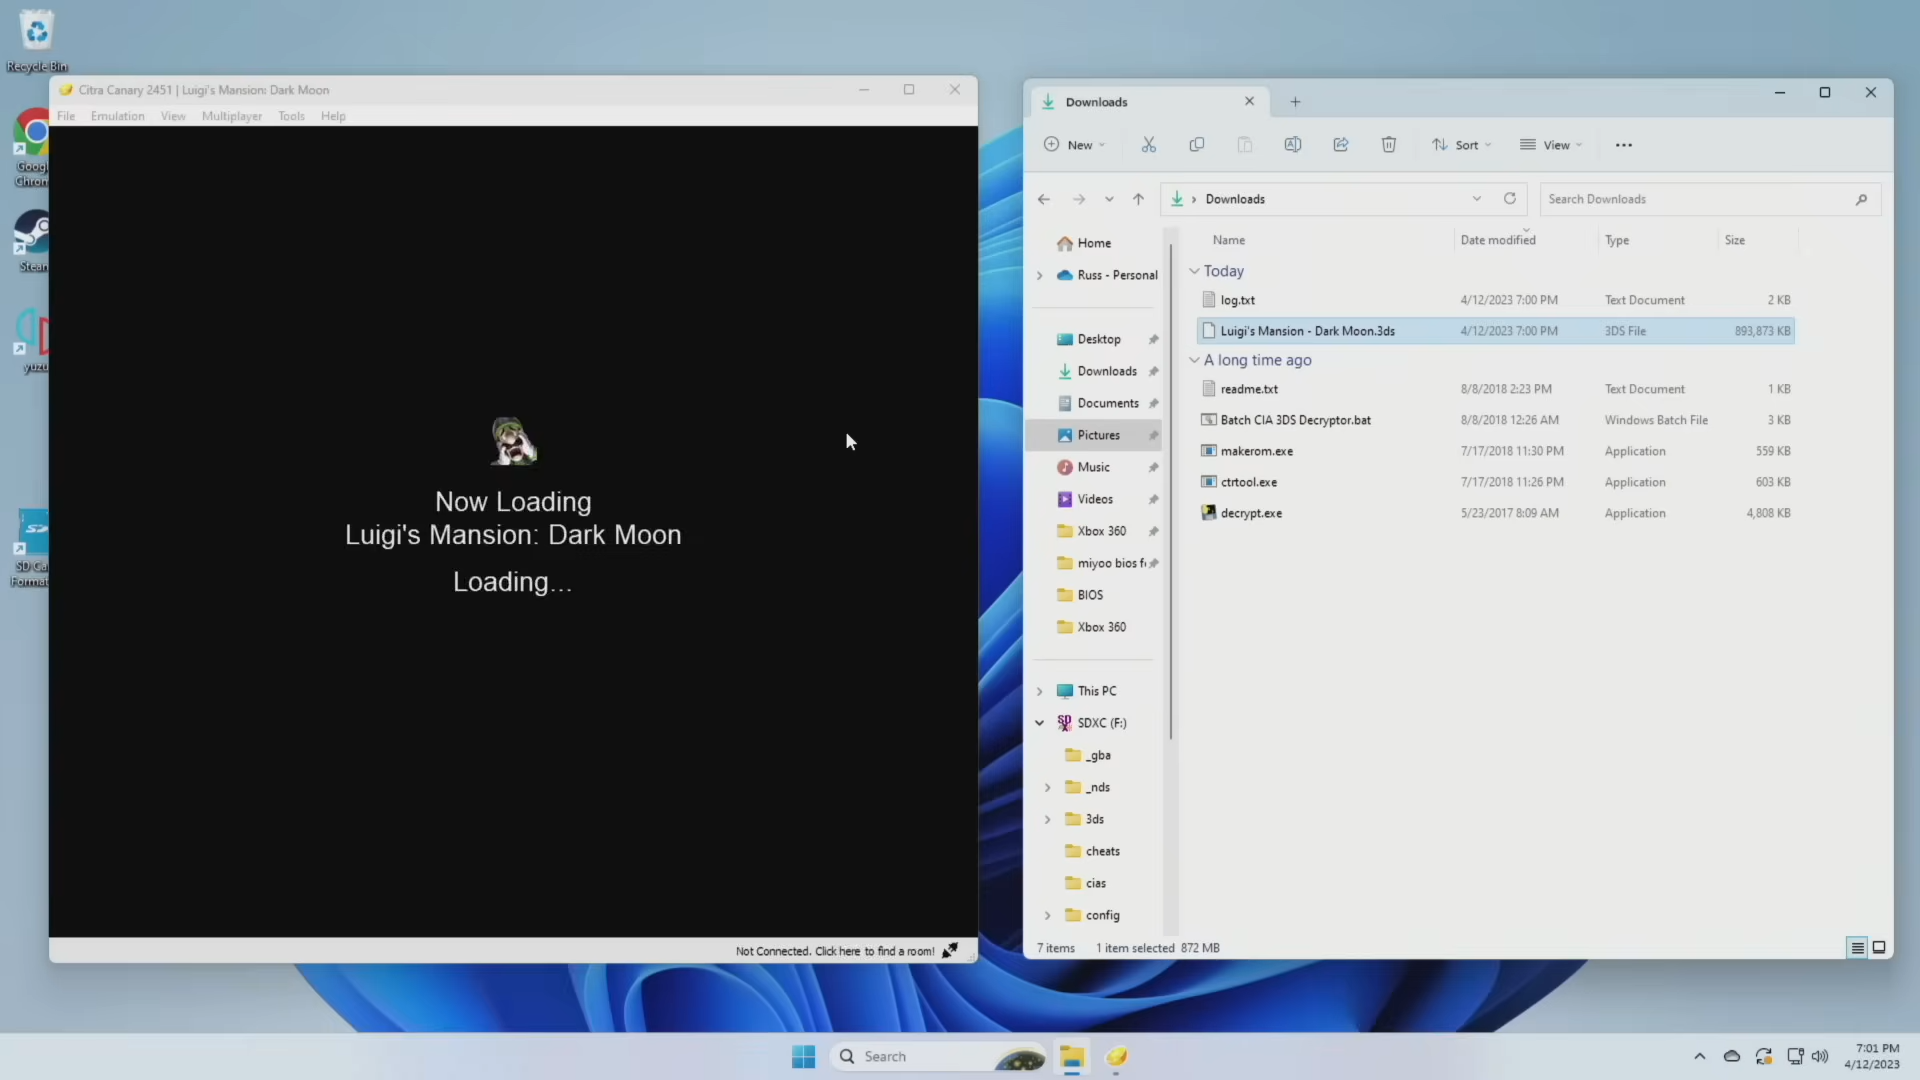 Recycle Bin
Google
Chrom
Steam
yuzu
SD Ca
Format
Citra Canary 2451 | Luigi's Mansion: Dark Moon
File Emulation View Multiplayer Tools Help
Now Loading
Luigi's Mansion: Dark Moon
Loading...
Not Connected. Click here to find a room!
Downloads
New Sort View
Downloads
Search Downloads
Home
Russ - Personal
Desktop
Downloads
Documents
Pictures
Music
Videos
Xbox 360
miyoo bios f
BIOS
Xbox 360
This PC
SDXC (F:)
_gba
_nds
3ds
cheats
cias
config
Name Date modified Type Size
Today
log.txt 4/12/2023 7:00 PM Text Document 2 KB
Luigi's Mansion - Dark Moon.3ds 4/12/2023 7:00 PM 3DS File 893,873 KB
A long time ago
readme.txt 8/8/2018 2:23 PM Text Document 1 KB
Batch CIA 3DS Decryptor.bat 8/8/2018 12:26 AM Windows Batch File 3 KB
makerom.exe 7/17/2018 11:30 PM Application 559 KB
ctrtool.exe 7/17/2018 11:26 PM Application 603 KB
decrypt.exe 5/23/2017 8:09 AM Application 4,808 KB
7 items 1 item selected 872 MB
Search
7:01 PM
4/12/2023